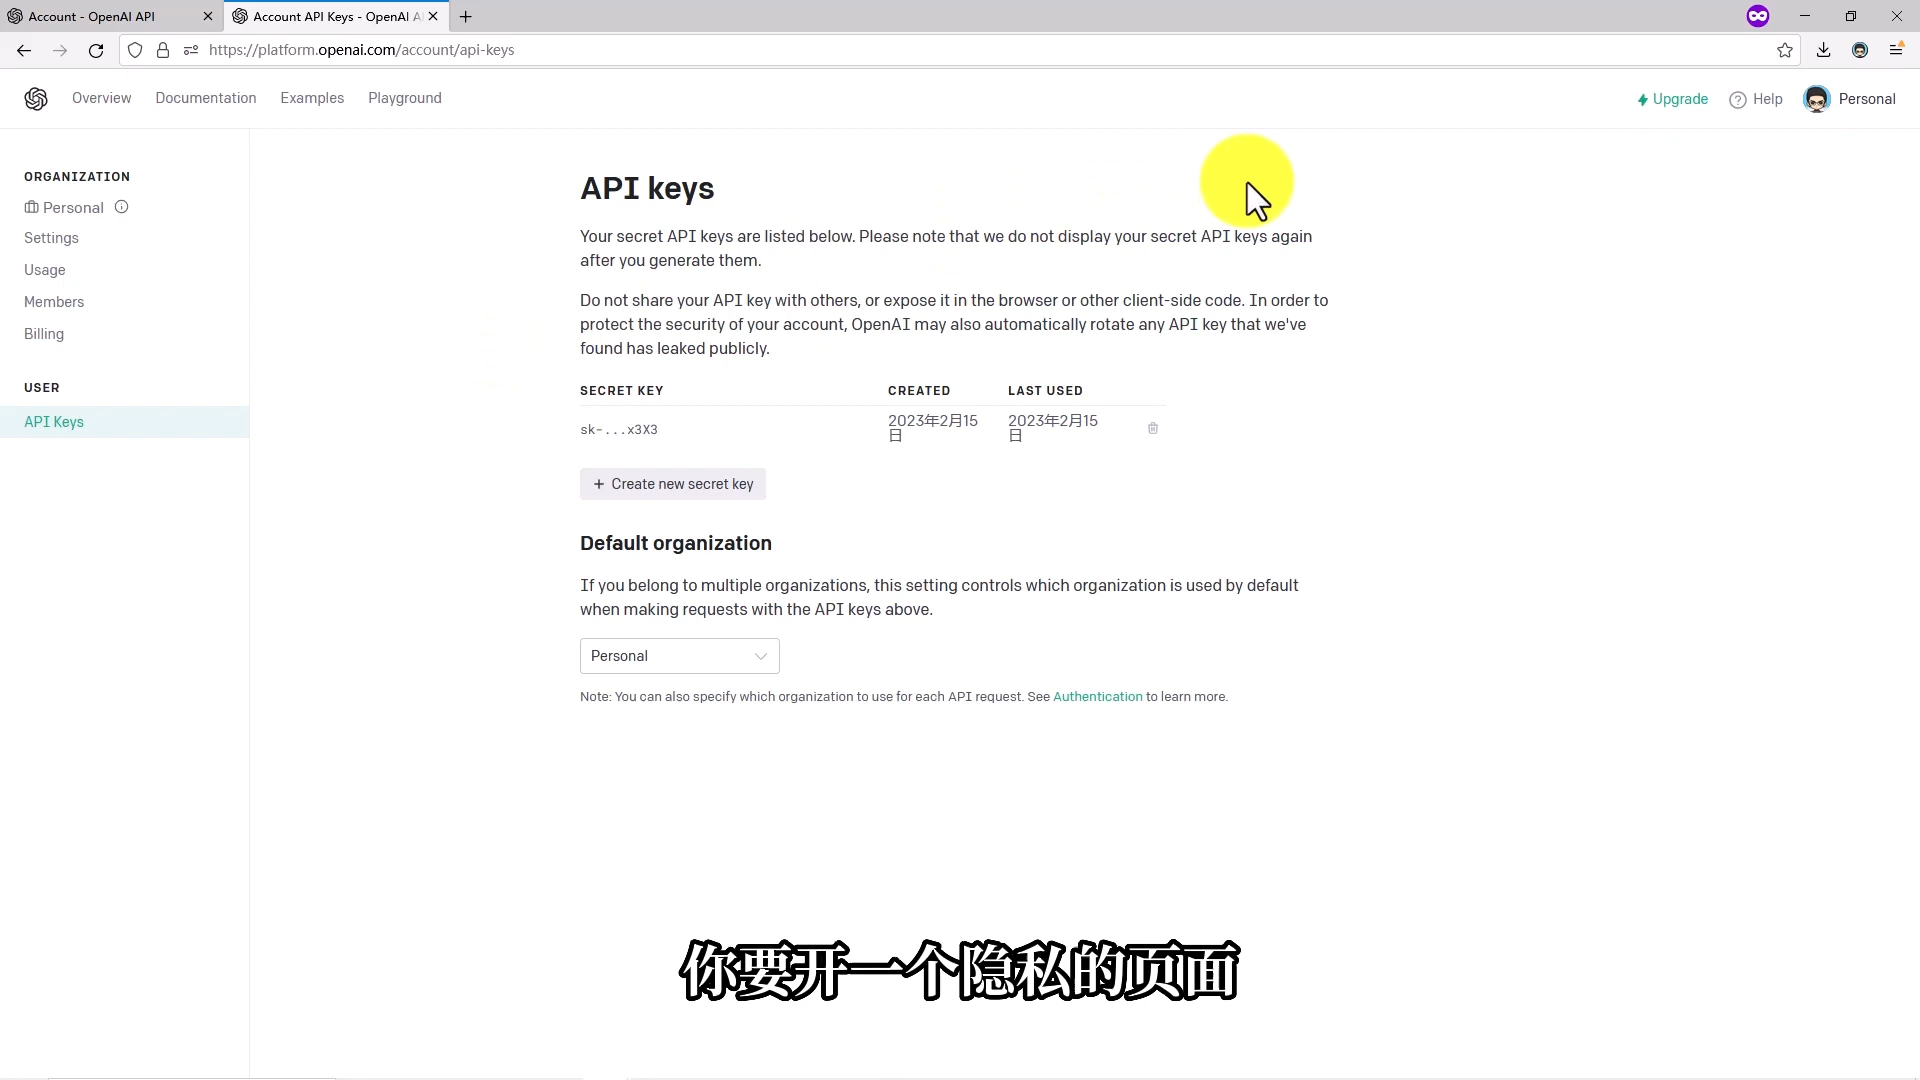 Account - OpenAI API
Account API Keys - OpenAI A
https://platform.openai.com/account/api-keys
Overview Documentation Examples Playground
Upgrade Help Personal
ORGANIZATION
Personal
Settings
Usage
Members
Billing
USER
API Keys
API keys
Your secret API keys are listed below. Please note that we do not display your secret API keys again
after you generate them.
Do not share your API key with others, or expose it in the browser or other client-side code. In order to
protect the security of your account, OpenAI may also automatically rotate any API key that we've
found has leaked publicly.
SECRET KEY CREATED LAST USED
sk-...x3X3 2023年2月15日 2023年2月15日
+ Create new secret key
Default organization
If you belong to multiple organizations, this setting controls which organization is used by default
when making requests with the API keys above.
Personal
Note: You can also specify which organization to use for each API request. See Authentication to learn more.
你要开一个隐私的页面